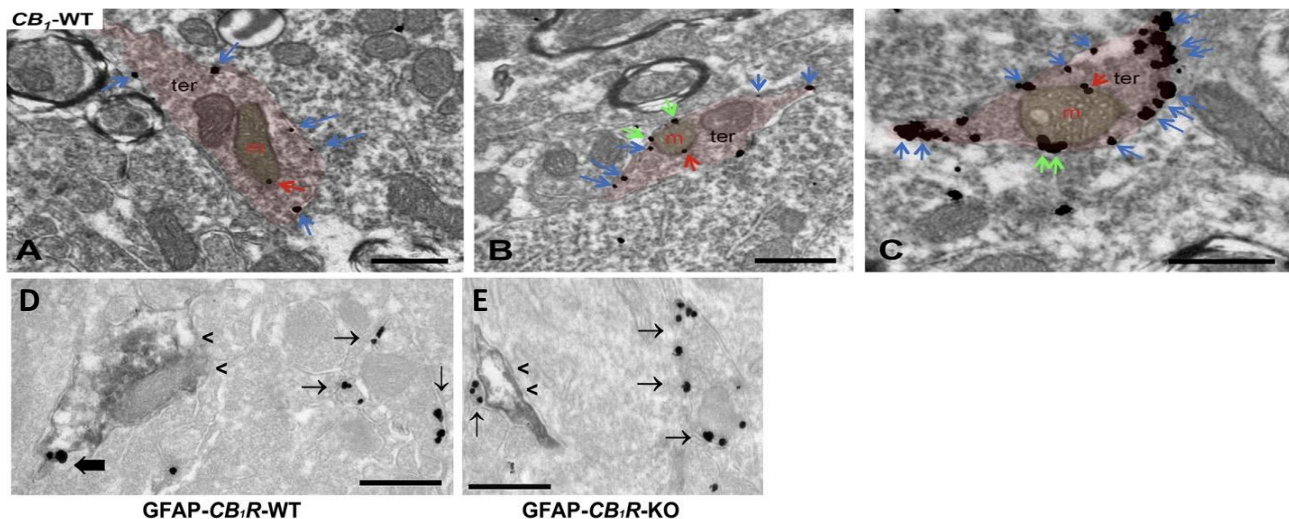 CB₁-WT
ter
m
A
ter
m
B
ter
m
C
D
E
GFAP-CB₁R-WT
GFAP-CB₁R-KO